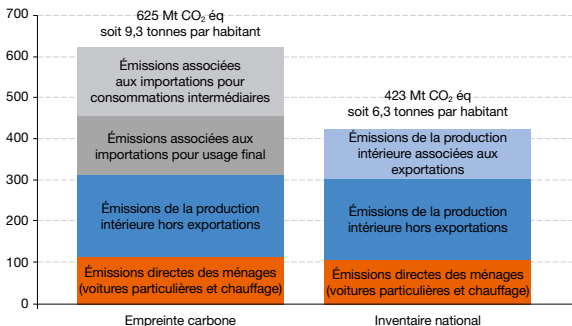 700
600
500
400
300
200
100
0
625 Mt CO₂ éq
soit 9,3 tonnes par habitant
Émissions associées
aux importations pour
consommations intermédiaires
Émissions associées aux
importations pour usage final
Émissions de la production
intérieure hors exportations
Émissions directes des ménages
(voitures particulières et chauffage)
Empreinte carbone
423 Mt CO₂ éq
soit 6,3 tonnes par habitant
Émissions de la production
intérieure associées aux
exportations
Émissions de la production
intérieure hors exportations
Émissions directes des ménages
(voitures particulières et chauffage)
Inventaire national